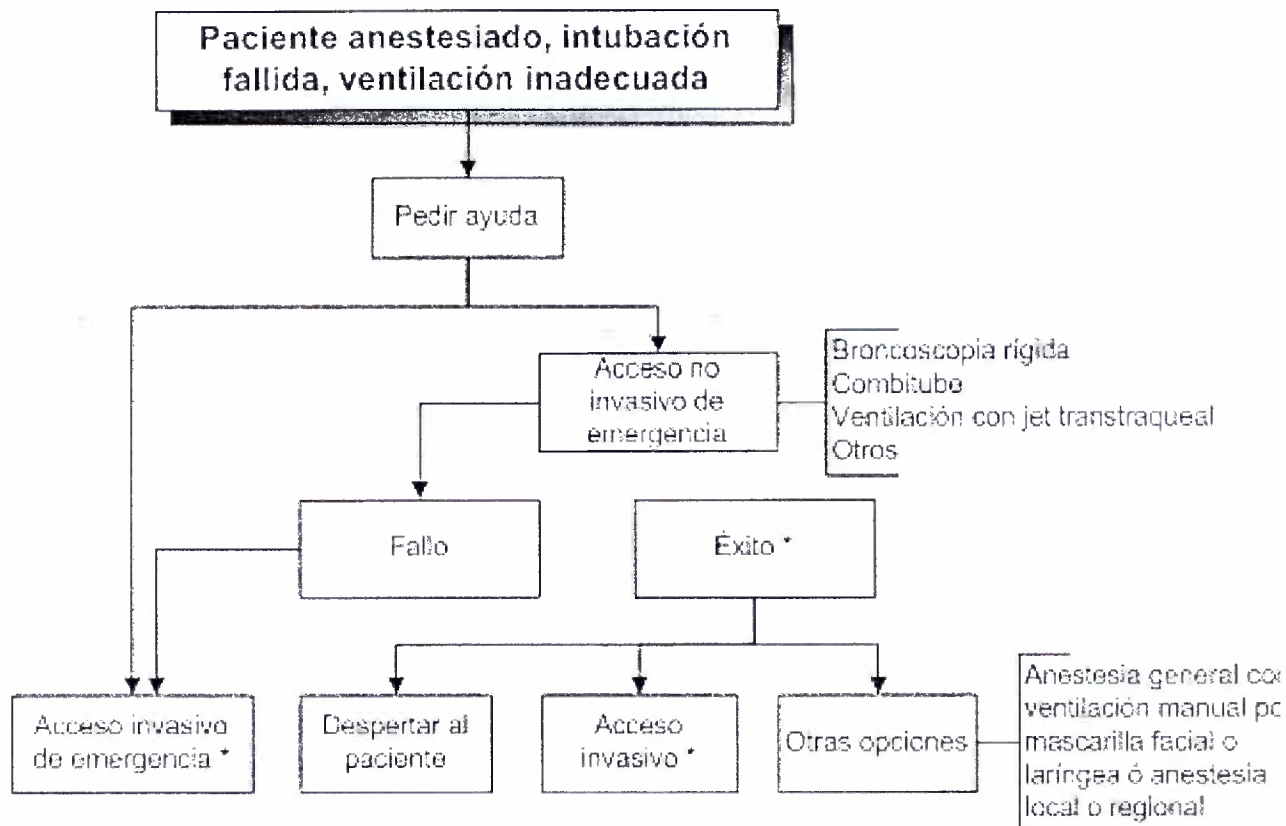 Paciente anestesiado, intubación
fallida, ventilación inadecuada
Pedir ayuda
Acceso no
invasivo de
emergencia
Broncoscopia rígida
Combitube
Ventilación con jet transtraqueal
Otros
Fallo
Éxito *
Acceso invasivo
de emergencia *
Despertar al
paciente
Acceso
invasivo *
Otras opciones
Anestesia general
ventilación manual
mascarilla facial o
laríngea ó anestesia
local o regional